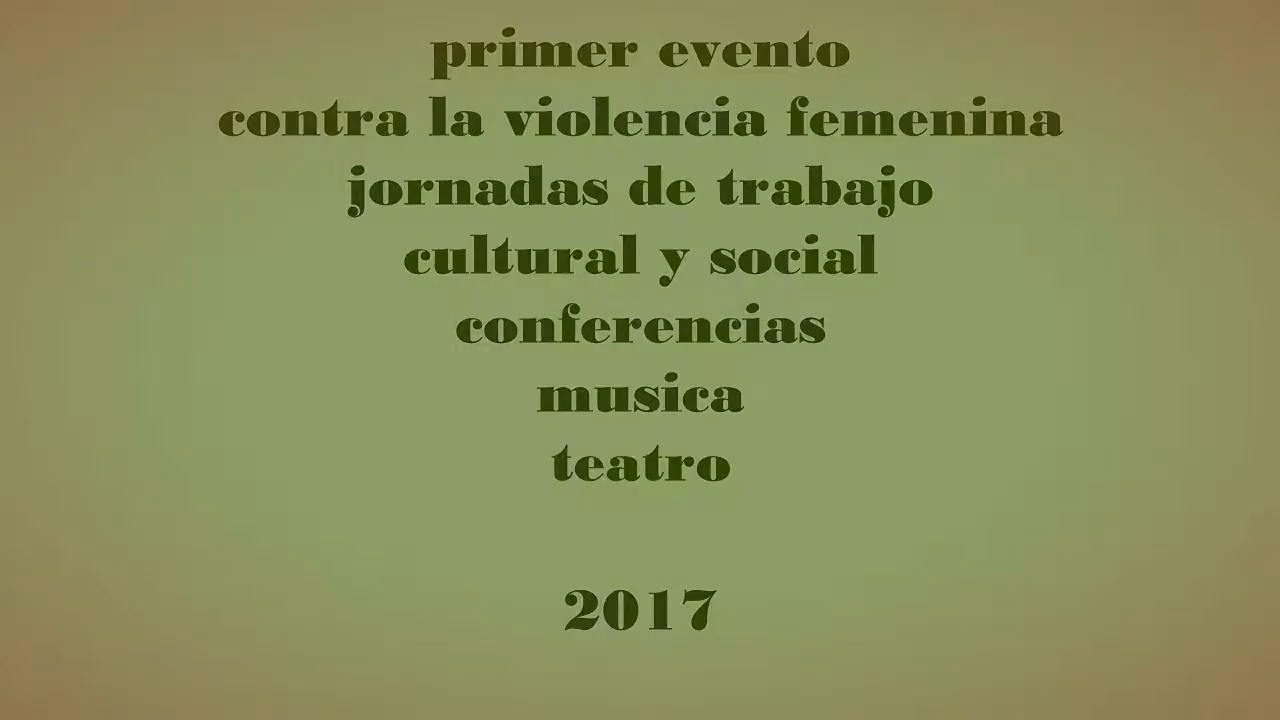 primer evento
contra la violencia femenina
jornadas de trabajo
cultural y social
conferencias
musica
teatro
2017